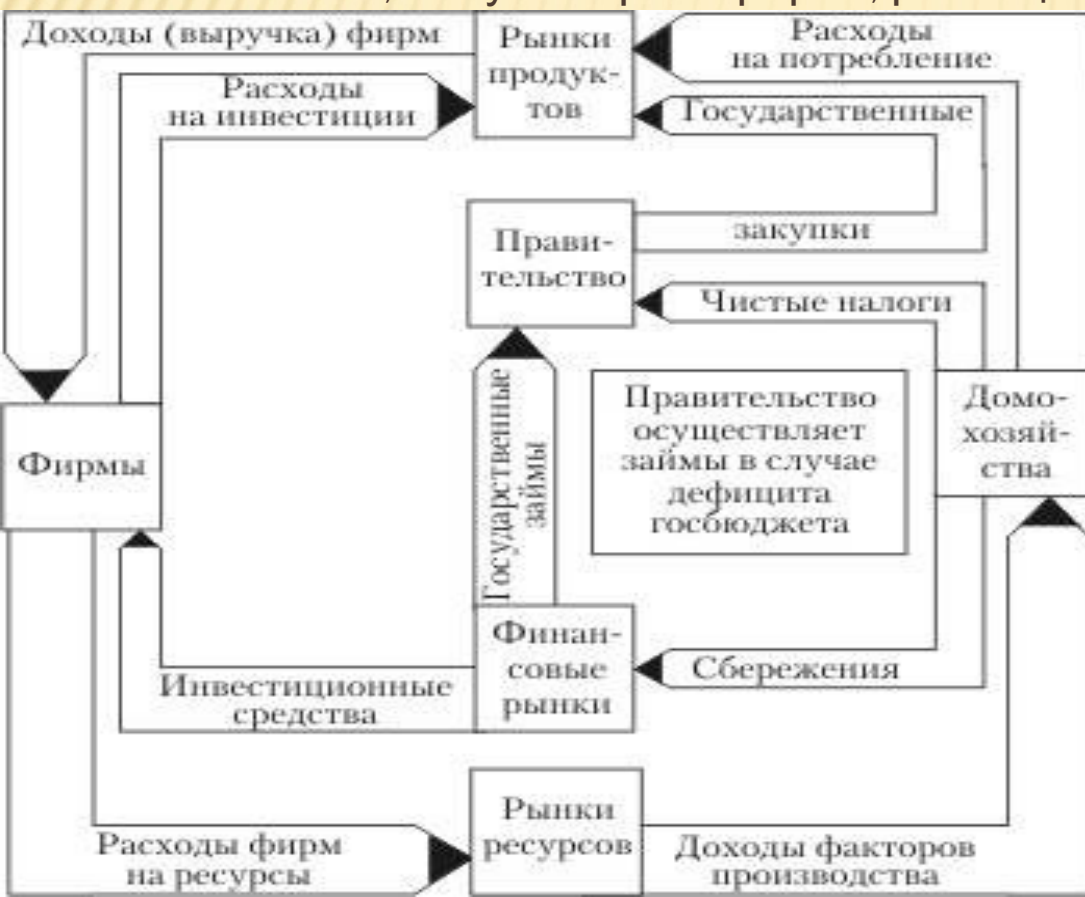 Доходы (выручка) фирм
Рынки
продук-
тов
Расходы
на потребление
Расходы
на инвестиции
Государственные
закупки
Прави-
тельство
Чистые налоги
Фирмы
Государственные
займы
Правительство
осуществляет
займы в случае
дефицита
госбюджета
Домо-
хозяй-
ства
Финан-
совые
рынки
Сбережения
Инвестиционные
средства
Рынки
ресурсов
Расходы фирм
на ресурсы
Доходы факторов
производства